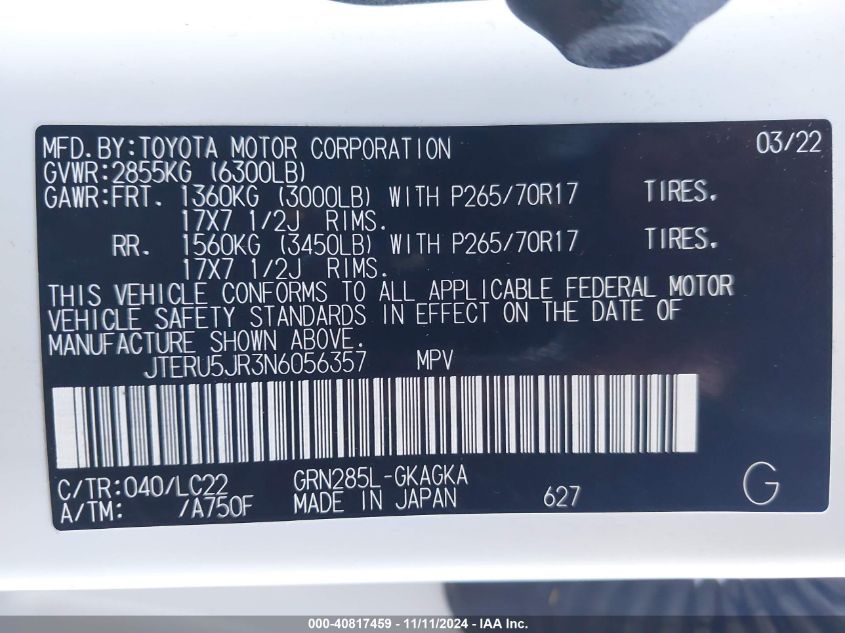 MFD.BY:TOYOTA MOTOR CORPORATION 03/22
GVWR:2855KG (6300LB)
GAWR:FRT. 1360KG (3000LB) WITH P265/70R17 TIRES.
17X7 1/2J RIMS.
RR. 1560KG (3450LB) WITH P265/70R17 TIRES.
17X7 1/2J RIMS.
THIS VEHICLE CONFORMS TO ALL APPLICABLE FEDERAL MOTOR
VEHICLE SAFETY STANDARDS IN EFFECT ON THE DATE OF
MANUFACTURE SHOWN ABOVE.
JTERU5JR3N6056357 MPV
C/TR:040/LC22 GRN285L-GKAGKA
A/TM: /A750F MADE IN JAPAN 627 G
000-40817459 - 11/11/2024 - IAA, Inc.